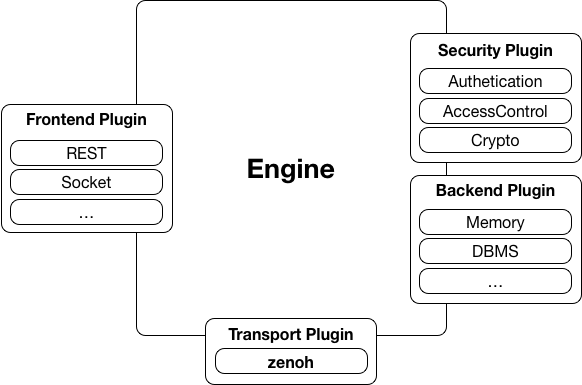 Security Plugin
Authetication
AccessControl
Crypto
Frontend Plugin
REST
Socket
...
Engine
Backend Plugin
Memory
DBMS
...
Transport Plugin
zenoh